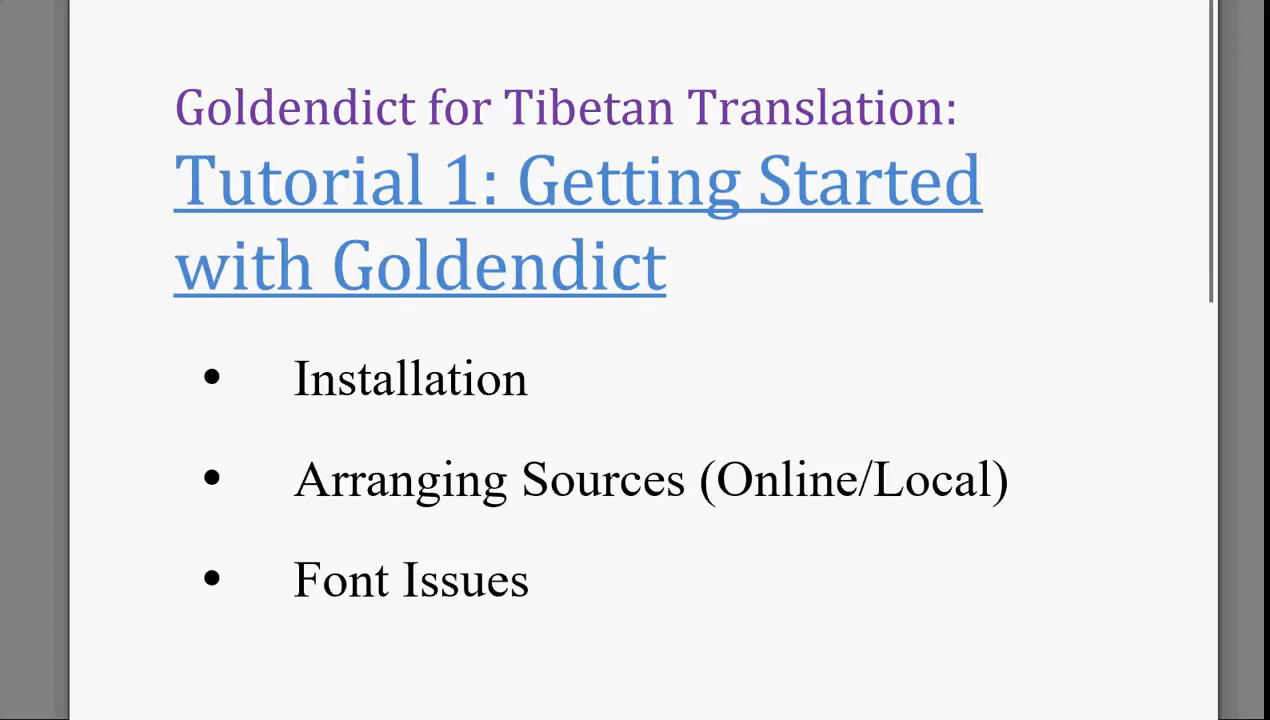 Goldendict for Tibetan Translation:
Tutorial 1: Getting Started
with Goldendict
• Installation
• Arranging Sources (Online/Local)
• Font Issues